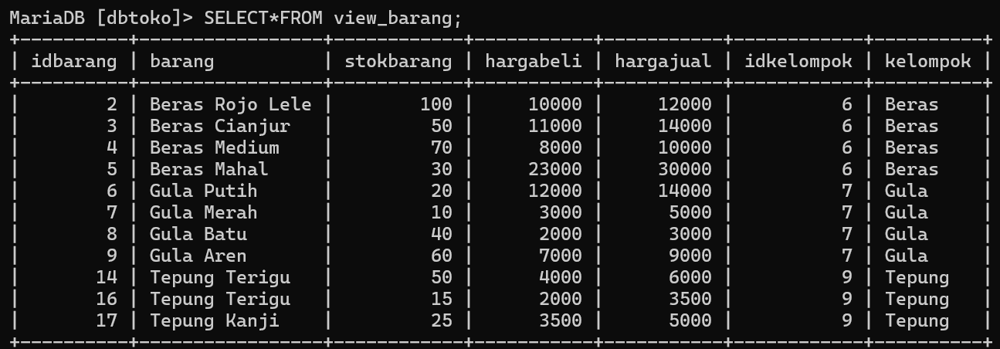 MariaDB [dbtoko]> SELECT*FROM view_barang;
+----------+-----------------+------------+-----------+-----------+------------+----------+
| idbarang | barang          | stokbarang | hargabeli | hargajual | idkelompok | kelompok |
+----------+-----------------+------------+-----------+-----------+------------+----------+
|        2 | Beras Rojo Lele |        100 |     10000 |     12000 |          6 | Beras    |
|        3 | Beras Cianjur   |         50 |     11000 |     14000 |          6 | Beras    |
|        4 | Beras Medium    |         70 |      8000 |     10000 |          6 | Beras    |
|        5 | Beras Mahal     |         30 |     23000 |     30000 |          6 | Beras    |
|        6 | Gula Putih      |         20 |     12000 |     14000 |          7 | Gula     |
|        7 | Gula Merah      |         10 |      3000 |      5000 |          7 | Gula     |
|        8 | Gula Batu       |         40 |      2000 |      3000 |          7 | Gula     |
|        9 | Gula Aren       |         60 |      7000 |      9000 |          7 | Gula     |
|       14 | Tepung Terigu   |         50 |      4000 |      6000 |          9 | Tepung   |
|       16 | Tepung Terigu   |         15 |      2000 |      3500 |          9 | Tepung   |
|       17 | Tepung Kanji    |         25 |      3500 |      5000 |          9 | Tepung   |
+----------+-----------------+------------+-----------+-----------+------------+----------+